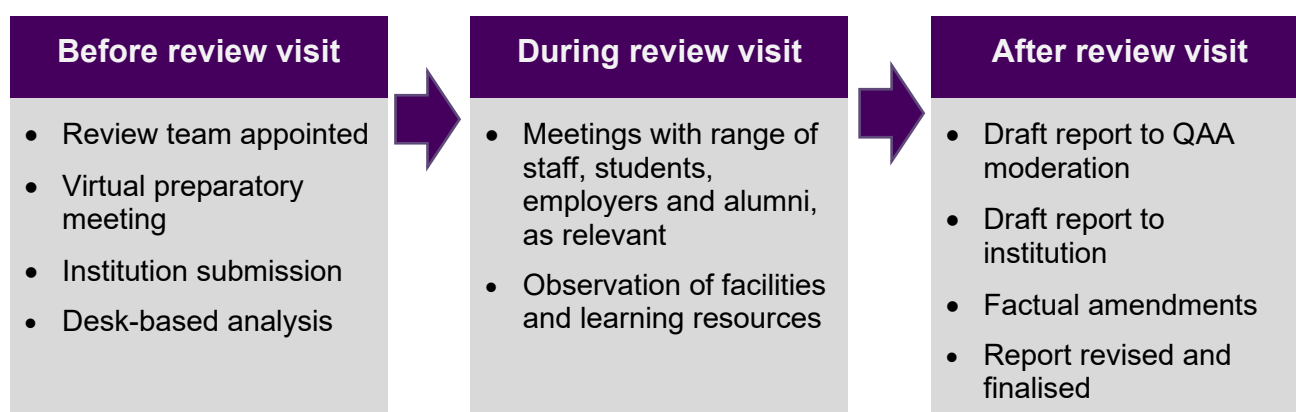 Before review visit
• Review team appointed
• Virtual preparatory
meeting
• Institution submission
• Desk-based analysis
During review visit
• Meetings with range of
staff, students,
employers and alumni,
as relevant
• Observation of facilities
and learning resources
After review visit
• Draft report to QAA
moderation
• Draft report to
institution
• Factual amendments
• Report revised and
finalised